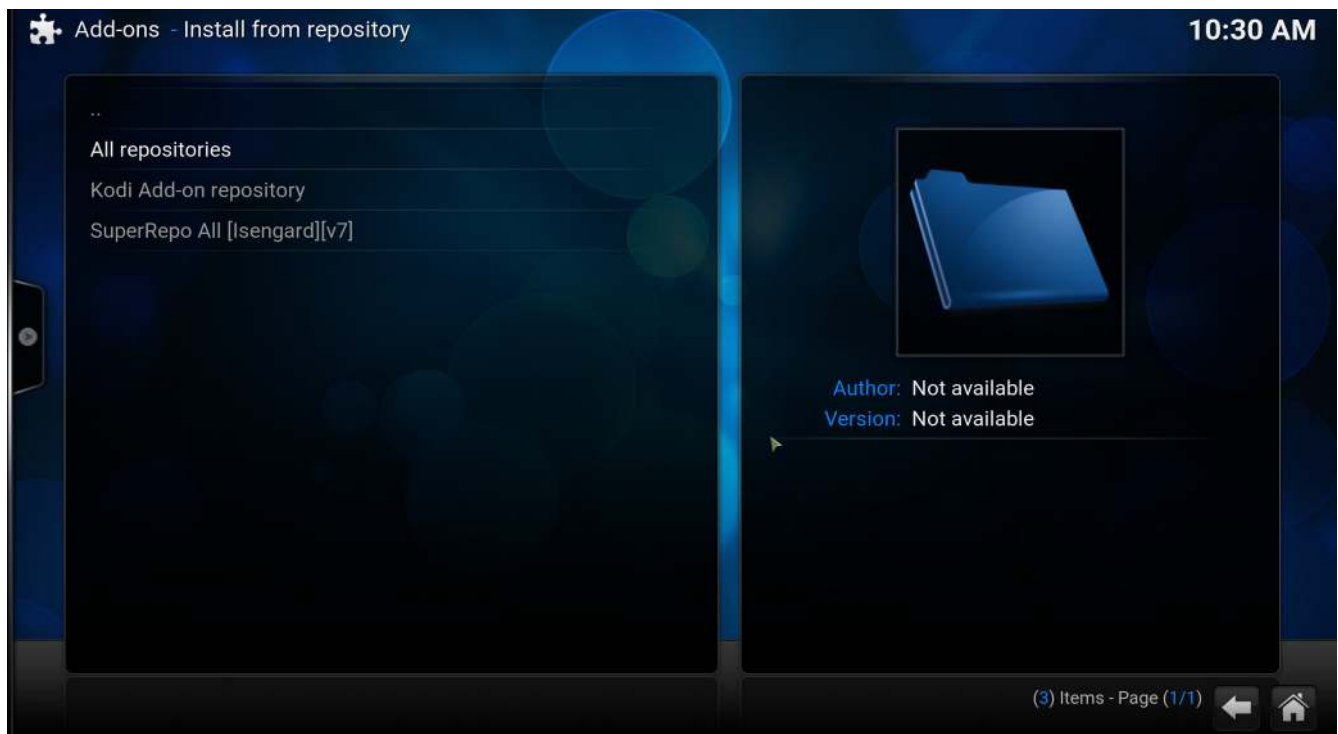 Add-ons - Install from repository
10:30 AM
..
All repositories
Kodi Add-on repository
SuperRepo All [Isengard][v7]
Author: Not available
Version: Not available
(3) Items - Page (1/1)